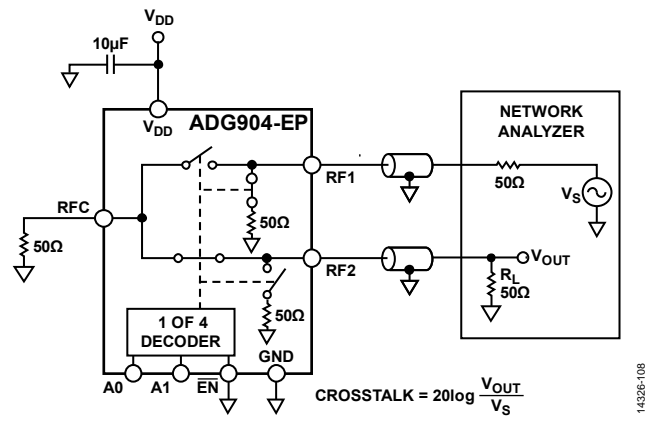 VDD
10µF
VDD
ADG904-EP
NETWORK
ANALYZER
RFC
RF1
50Ω
VS
50Ω
50Ω
RF2
VOUT
RL
50Ω
50Ω
1 OF 4
DECODER
GND
A0
A1
EN
CROSSTALK = 20log VOUT
VS
14326-108